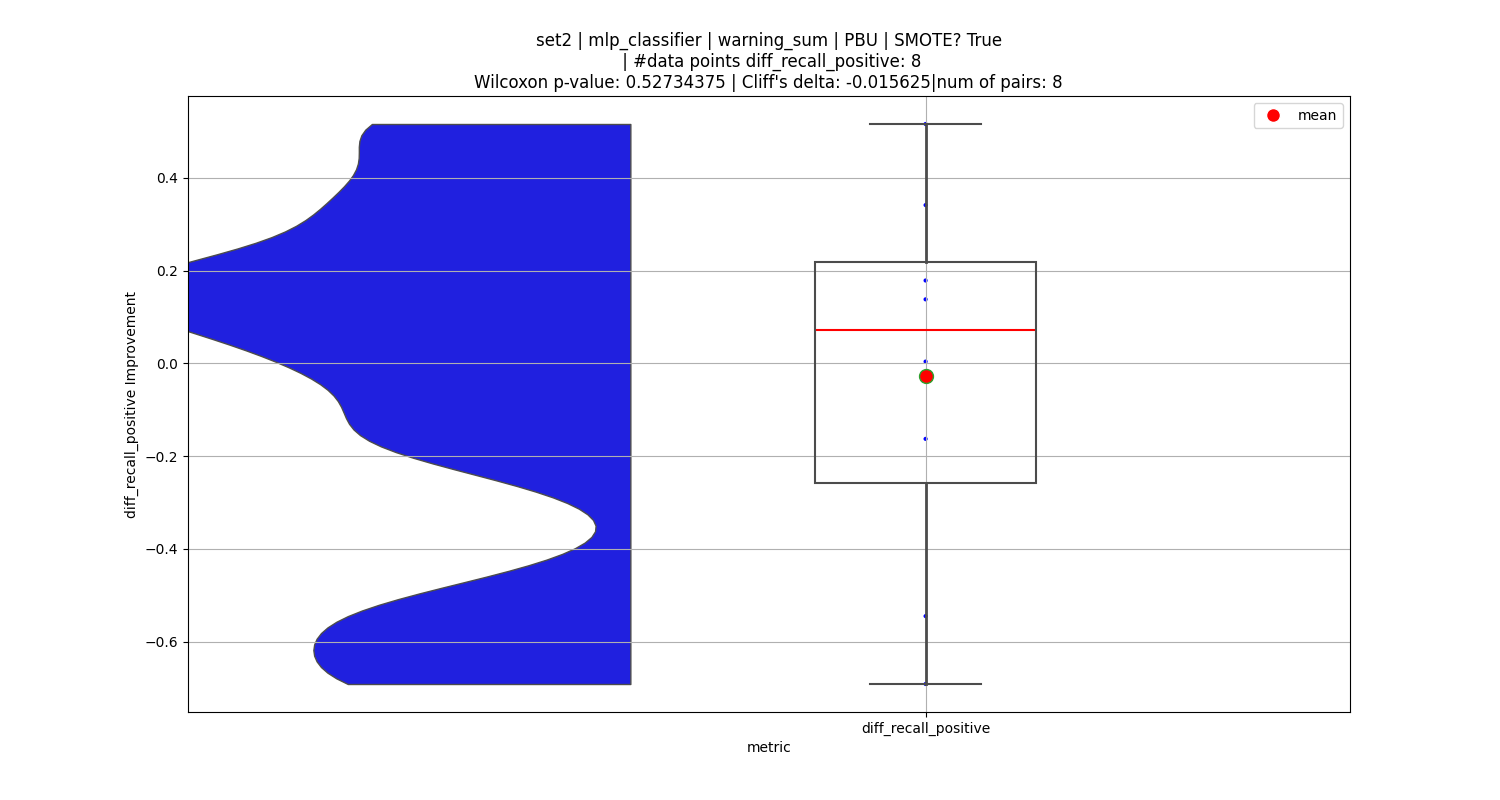 set2 | mlp_classifier | warning_sum | PBU | SMOTE? True
| #data points diff_recall_positive: 8
Wilcoxon p-value: 0.52734375 | Cliff's delta: -0.015625|num of pairs: 8
mean
0.4
0.2
0.0
−0.2
−0.4
−0.6
diff_recall_positive Improvement
diff_recall_positive
metric